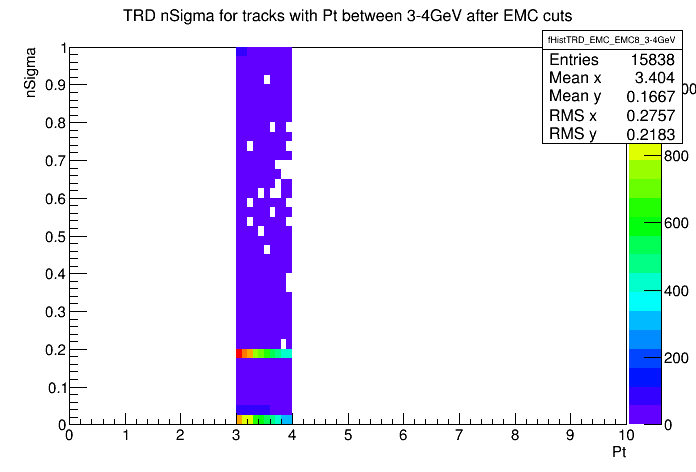 TRD nSigma for tracks with Pt between 3-4GeV after EMC cuts
fHistTRD_EMC_EMC8_3-4GeV
Entries 15838
Mean x 3.404
Mean y 0.1667
RMS x 0.2757
RMS y 0.2183
nSigma
1
0.9
0.8
0.7
0.6
0.5
0.4
0.3
0.2
0.1
0
0 1 2 3 4 5 6 7 8 9 10
Pt
00
800
600
400
200
0